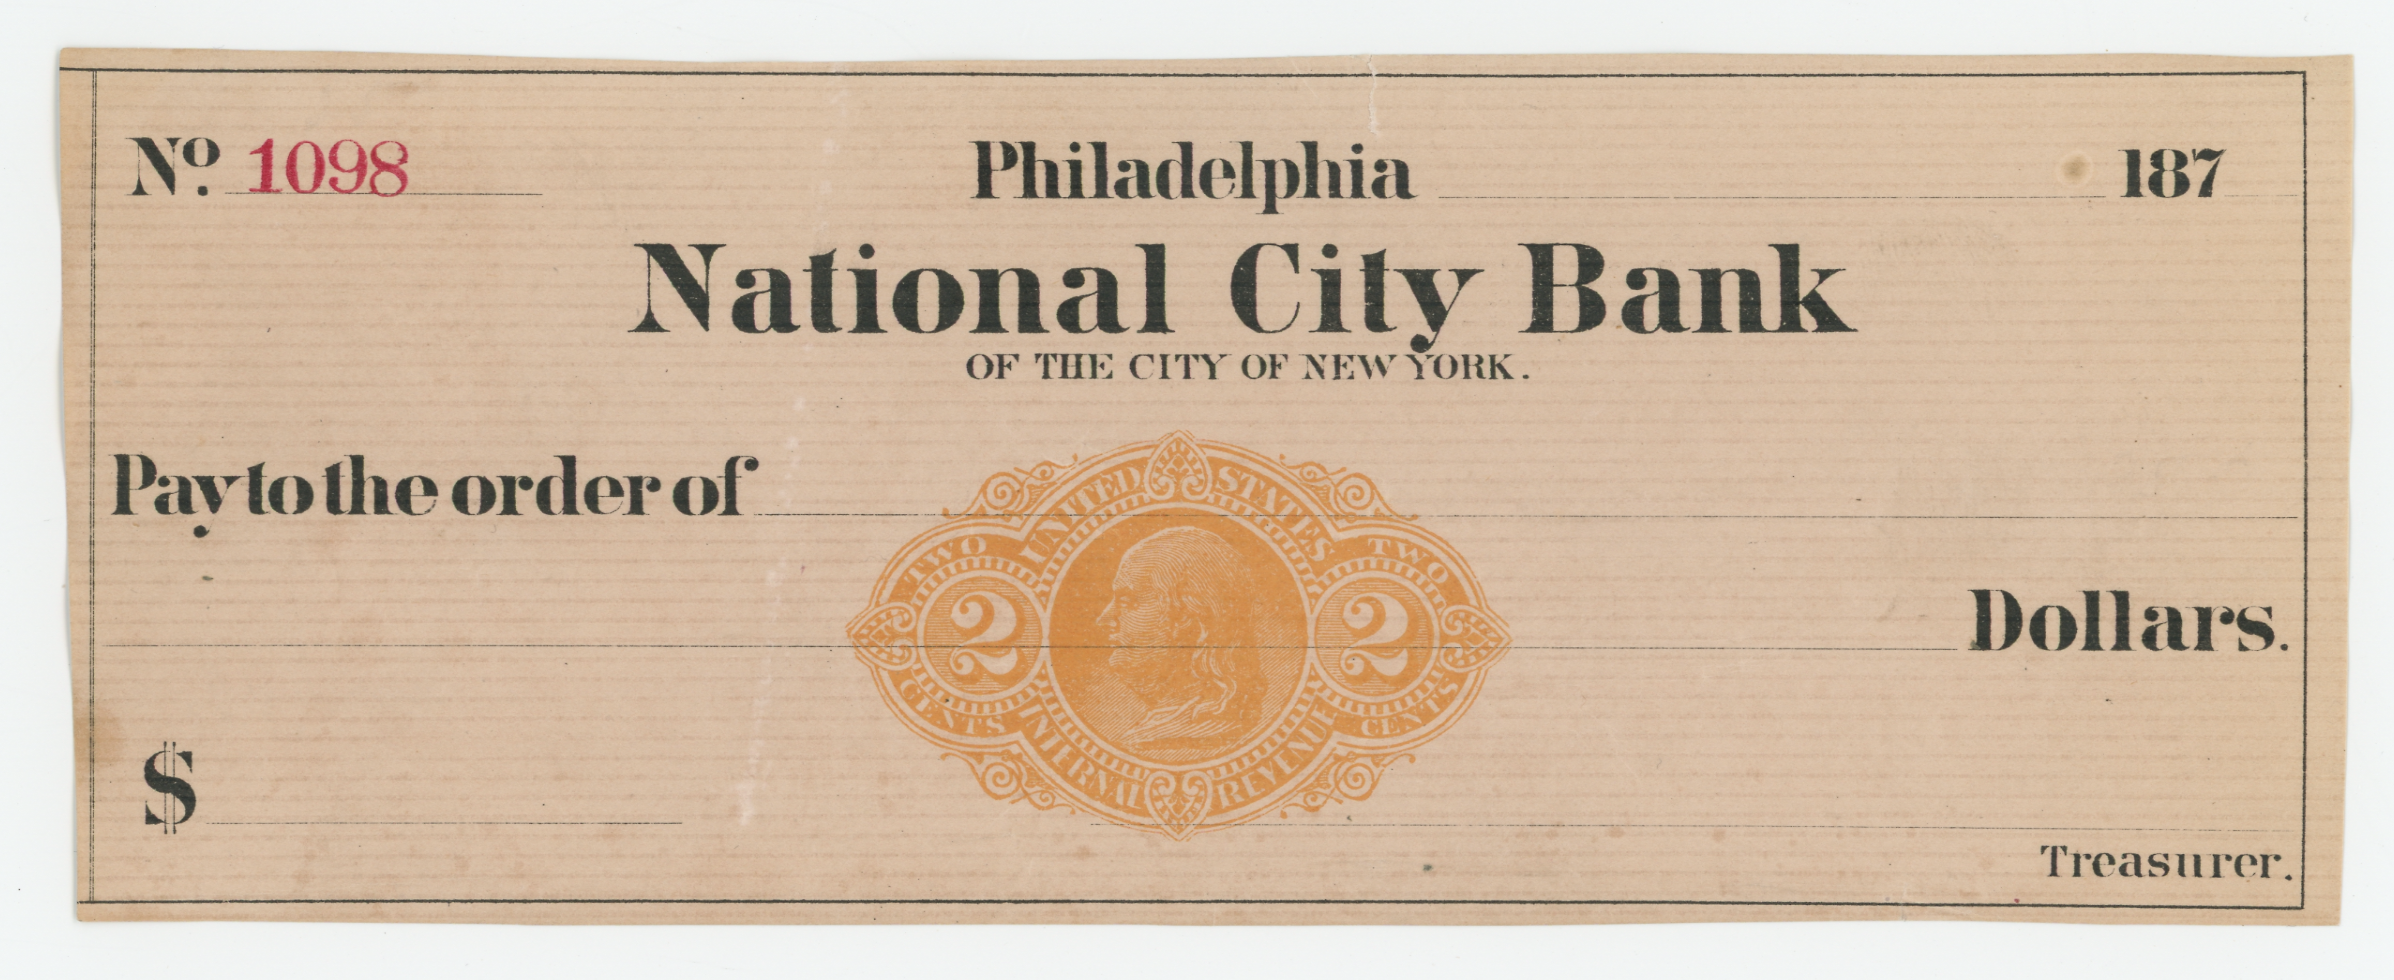 No. 1098 Philadelphia 187
National City Bank
OF THE CITY OF NEW YORK.
Pay to the order of
UNITED STATES
TWO TWO
2 2
CENTS CENTS
INTERNAL REVENUE
Dollars.
$
Treasurer.